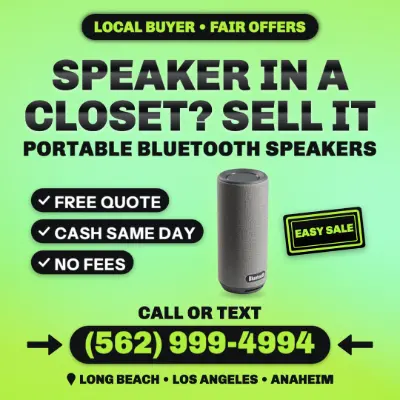 LOCAL BUYER • FAIR OFFERS
SPEAKER IN A
CLOSET? SELL IT
PORTABLE BLUETOOTH SPEAKERS
✓ FREE QUOTE
✓ CASH SAME DAY
✓ NO FEES
Bluetooth
EASY SALE
CALL OR TEXT
(562) 999-4994
LONG BEACH • LOS ANGELES • ANAHEIM